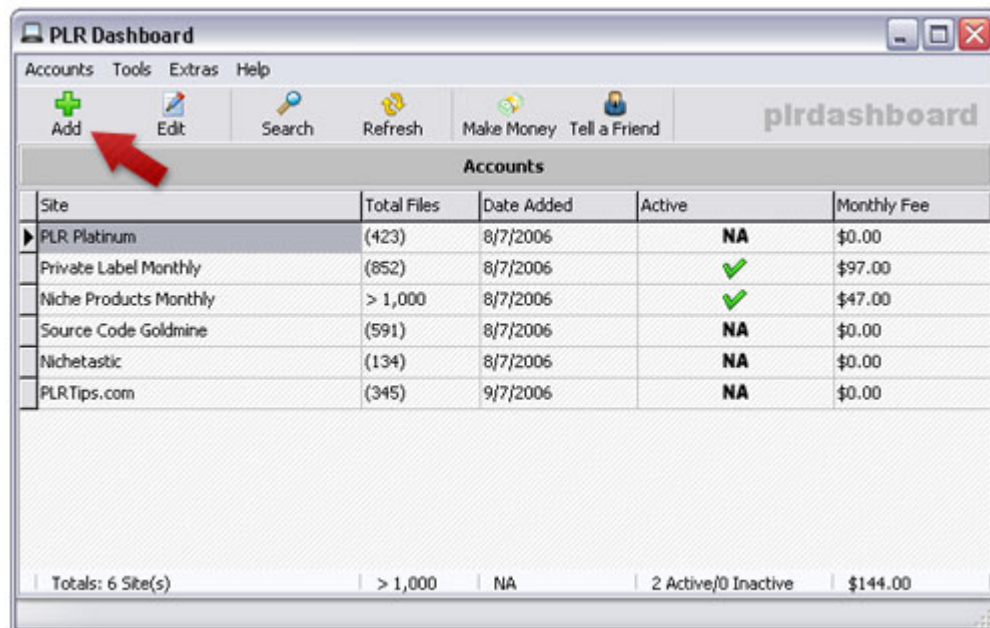 PLR Dashboard
Accounts Tools Extras Help
Add Edit Search Refresh Make Money Tell a Friend plrdashboard
Accounts
Site Total Files Date Added Active Monthly Fee
PLR Platinum (423) 8/7/2006 NA $0.00
Private Label Monthly (852) 8/7/2006 $97.00
Niche Products Monthly > 1,000 8/7/2006 $47.00
Source Code Goldmine (591) 8/7/2006 NA $0.00
Nichetastic (134) 8/7/2006 NA $0.00
PLRTips.com (345) 9/7/2006 NA $0.00
Totals: 6 Site(s) > 1,000 NA 2 Active/0 Inactive $144.00